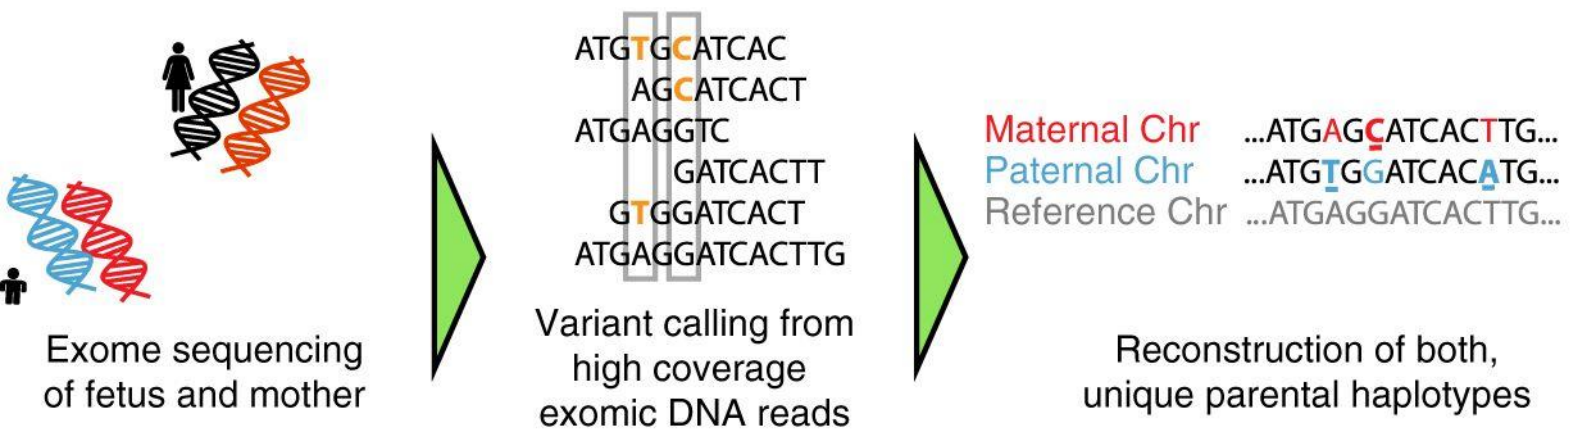 ATGTGCATCAC
AGCATCACT
ATGAGGTC
GATCACTT
GTGGATCACT
ATGAGGATCACTTG
Exome sequencing
of fetus and mother
Variant calling from
high coverage
exomic DNA reads
Maternal Chr ...ATGAGCATCACTTG...
Paternal Chr ...ATGTGGATCACATG...
Reference Chr ...ATGAGGATCACTTG...
Reconstruction of both,
unique parental haplotypes